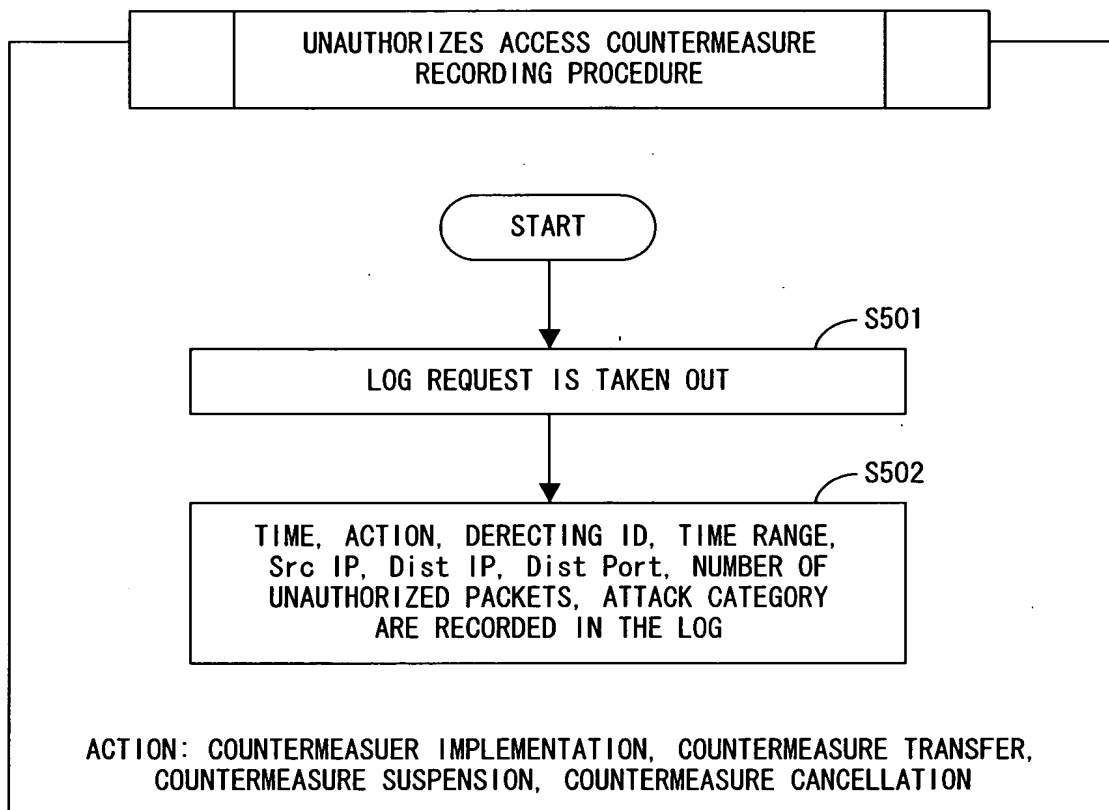 UNAUTHORIZES ACCESS COUNTERMEASURE
RECORDING PROCEDURE
START
S501
LOG REQUEST IS TAKEN OUT
S502
TIME, ACTION, DERECTING ID, TIME RANGE,
Src IP, Dist IP, Dist Port, NUMBER OF
UNAUTHORIZED PACKETS, ATTACK CATEGORY
ARE RECORDED IN THE LOG
ACTION: COUNTERMEASUER IMPLEMENTATION, COUNTERMEASURE TRANSFER,
COUNTERMEASURE SUSPENSION, COUNTERMEASURE CANCELLATION